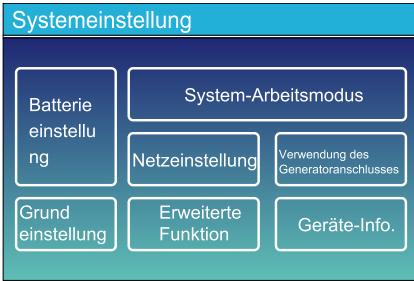 Systemeinstellung
Batterie
einstellu
ng
System-Arbeitsmodus
Netzeinstellung
Verwendung des
Generatoranschlusses
Grund
einstellung
Erweiterte
Funktion
Geräte-Info.